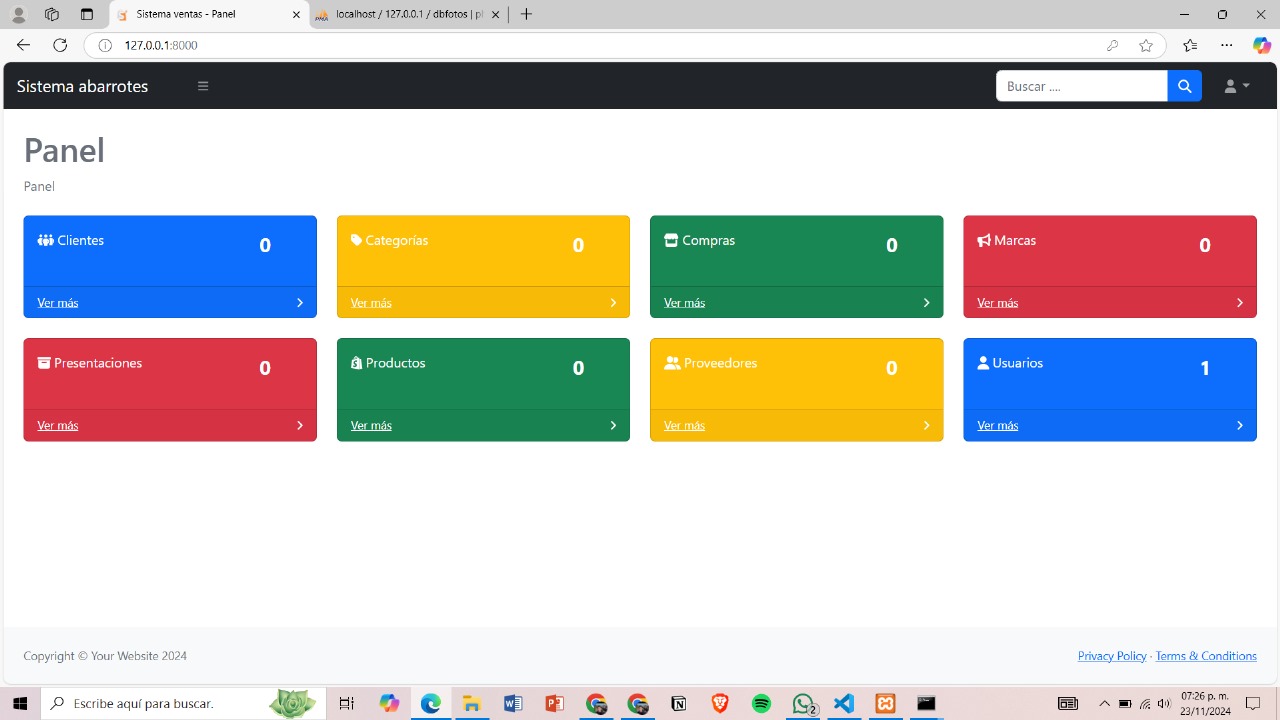 Sistema ventas - Panel
localhost / 127.0.0.1 / dbfotos | pl
127.0.0.1:8000
Sistema abarrotes
Buscar ....
Panel
Panel
Clientes 0
Categorías 0
Compras 0
Marcas 0
Ver más
Ver más
Ver más
Ver más
Presentaciones 0
Productos 0
Proveedores 0
Usuarios 1
Ver más
Ver más
Ver más
Ver más
Copyright © Your Website 2024
Privacy Policy · Terms & Conditions
Escribe aquí para buscar.
2
07:26 p. m.
23/11/2024